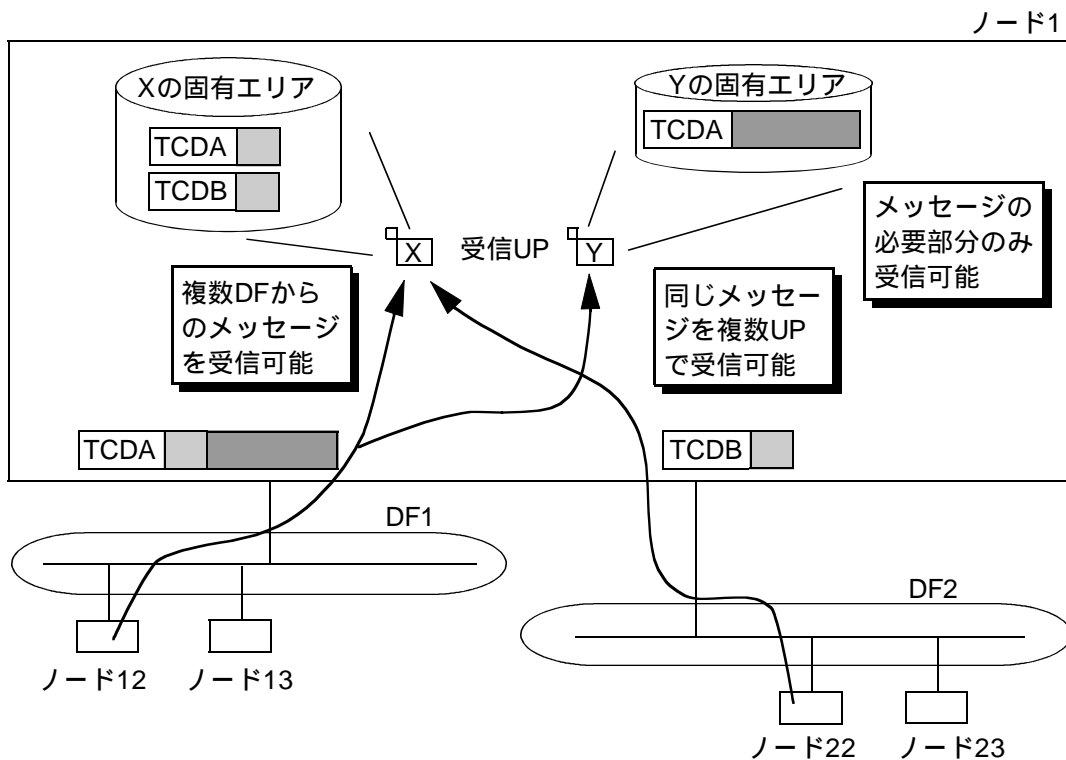 ノード1
Xの固有エリア
TCDA
TCDB
Yの固有エリア
TCDA
メッセージの
必要部分のみ
受信可能
X
受信UP
Y
複数DFから
のメッセージ
を受信可能
同じメッセー
ジを複数UP
で受信可能
TCDA
TCDB
DF1
DF2
ノード12
ノード13
ノード22
ノード23